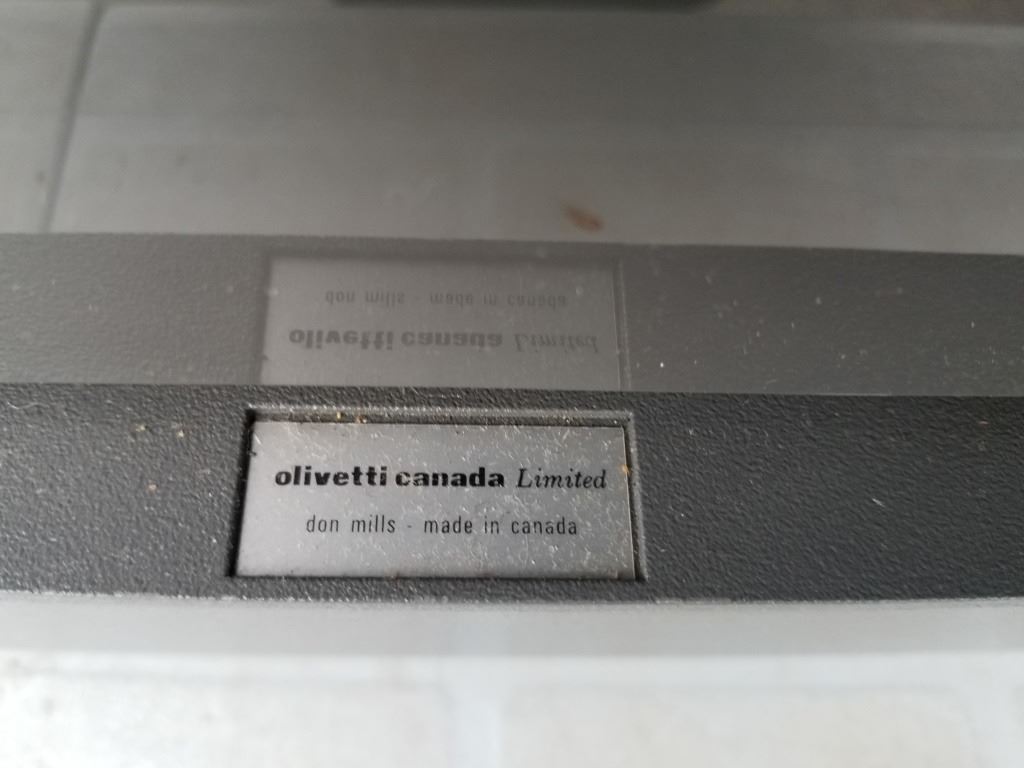 olivetti canada Limited
don mills - made in canada